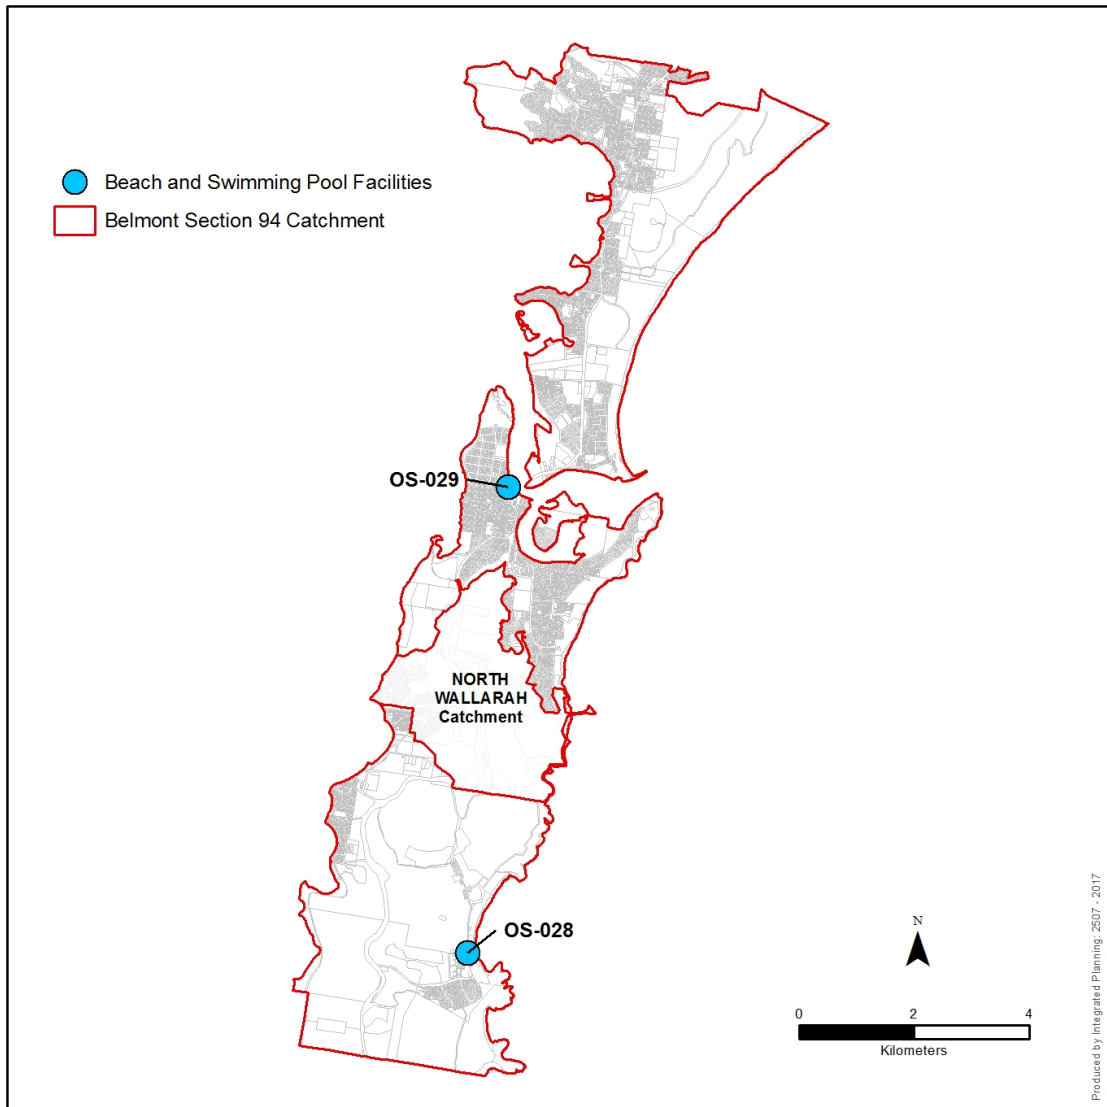 Beach and Swimming Pool Facilities
Belmont Section 94 Catchment
OS-029
NORTH
WALLARAH
Catchment
OS-028
N
0 2 4
Kilometers
Produced by Integrated Planning: 2507 - 2017